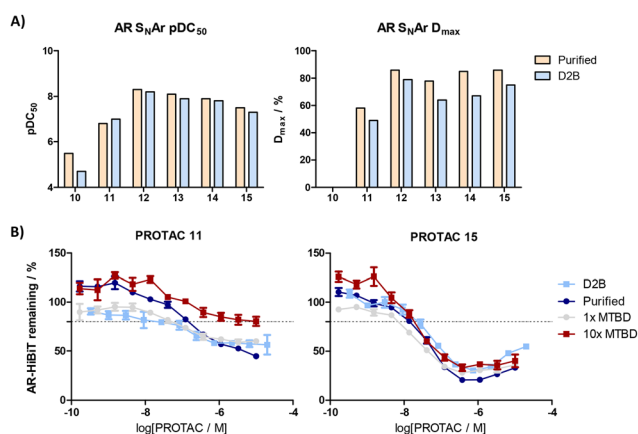 A)
AR SNAr pDC50
AR SNAr Dmax
pDC50
8
6
4
10 11 12 13 14 15
Dmax / %
100
80
60
40
20
0
10 11 12 13 14 15
Purified
D2B
B)
PROTAC 11
PROTAC 15
AR-HiBiT remaining / %
150
100
50
0
-10 -8 -6 -4
log[PROTAC / M]
150
100
50
0
-10 -8 -6 -4
log[PROTAC / M]
D2B
Purified
1x MTBD
10x MTBD